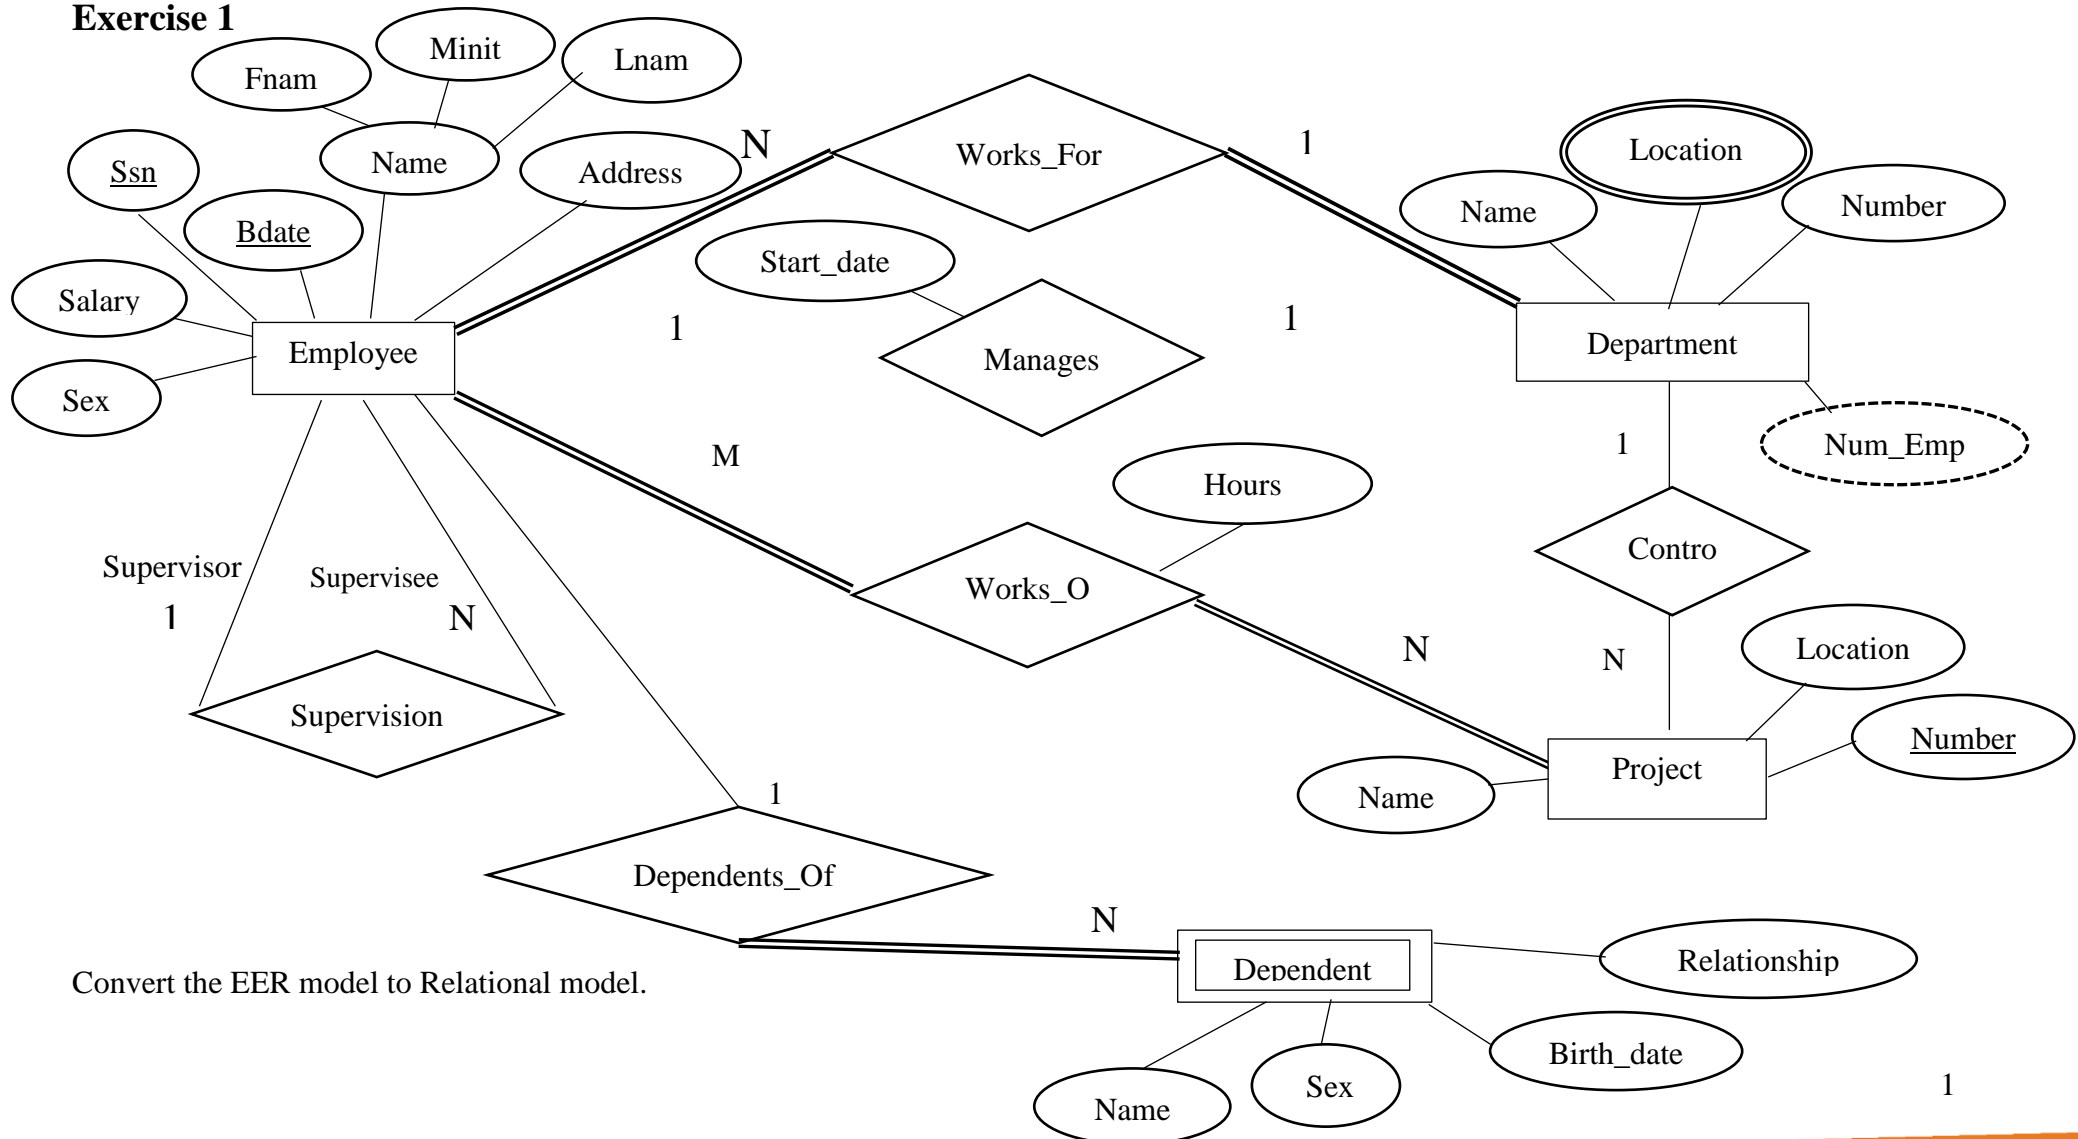 Exercise 1
Fnam
Minit
Lnam
Ssn
Name
Address
Bdate
Salary
Employee
Sex
N
Works_For
1
Location
Name
Number
Start_date
1
Manages
1
Department
Num_Emp
M
Hours
1
Contro
Supervisor
Supervisee
1
N
Works_O
N
N
Location
Number
Supervision
Project
Name
1
Dependents_Of
N
Dependent
Relationship
Convert the EER model to Relational model.
Birth_date
Sex
Name
1